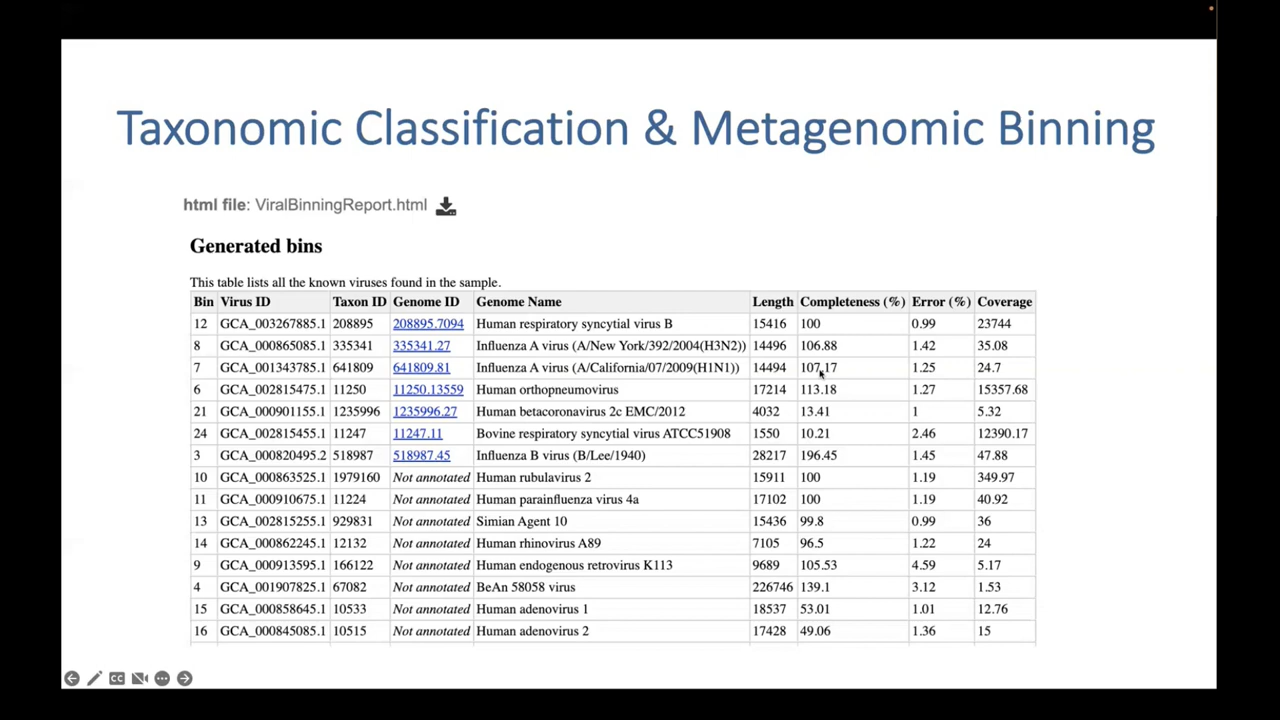 Taxonomic Classification & Metagenomic Binning
html file: ViralBinningReport.html
Generated bins
This table lists all the known viruses found in the sample.
Bin Virus ID Taxon ID Genome ID Genome Name Length Completeness (%) Error (%) Coverage
12 GCA_003267885.1 208895 208895.7094 Human respiratory syncytial virus B 15416 100 0.99 23744
8 GCA_000865085.1 335341 335341.27 Influenza A virus (A/New York/392/2004(H3N2)) 14496 106.88 1.42 35.08
7 GCA_001343785.1 641809 641809.81 Influenza A virus (A/California/07/2009(H1N1)) 14494 107.17 1.25 24.7
6 GCA_002815475.1 11250 11250.13559 Human orthopneumovirus 17214 113.18 1.27 15357.68
21 GCA_000901155.1 1235996 1235996.27 Human betacoronavirus 2c EMC/2012 4032 13.41 1 5.32
24 GCA_002815455.1 11247 11247.11 Bovine respiratory syncytial virus ATCC51908 1550 10.21 2.46 12390.17
3 GCA_000820495.2 518987 518987.45 Influenza B virus (B/Lee/1940) 28217 196.45 1.45 47.88
10 GCA_000863525.1 1979160 Not annotated Human rubulavirus 2 15911 100 1.19 349.97
11 GCA_000910675.1 11224 Not annotated Human parainfluenza virus 4a 17102 100 1.19 40.92
13 GCA_002815255.1 929831 Not annotated Simian Agent 10 15436 99.8 0.99 36
14 GCA_000862245.1 12132 Not annotated Human rhinovirus A89 7105 96.5 1.22 24
9 GCA_000913595.1 166122 Not annotated Human endogenous retrovirus K113 9689 105.53 4.59 5.17
4 GCA_001907825.1 67082 Not annotated BeAn 58058 virus 226746 139.1 3.12 1.53
15 GCA_000858645.1 10533 Not annotated Human adenovirus 1 18537 53.01 1.01 12.76
16 GCA_000845085.1 10515 Not annotated Human adenovirus 2 17428 49.06 1.36 15
CC